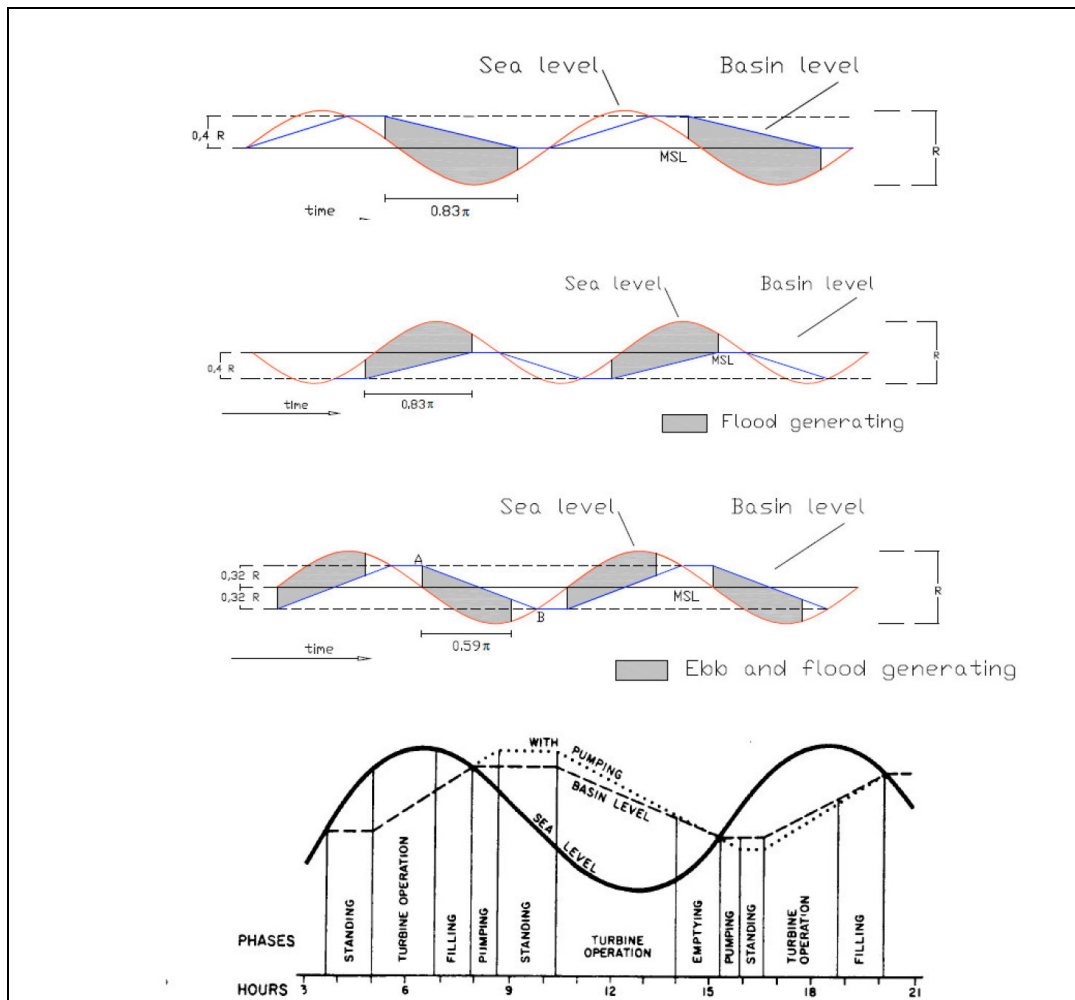 Sea level
Basin level
0,4 R
MSL
R
time
0.83π
Sea level
Basin level
0,4 R
MSL
R
time
0.83π
Flood generating
Sea level
Basin level
A
0,32 R
0,32 R
MSL
R
B
time
0.59π
Ebb and flood generating
WITH PUMPING
BASIN LEVEL
SEA LEVEL
PHASES
STANDING
TURBINE OPERATION
FILLING
PUMPING
STANDING
TURBINE OPERATION
EMPTYING
PUMPING
STANDING
TURBINE OPERATION
FILLING
HOURS 3 6 9 12 15 18 21